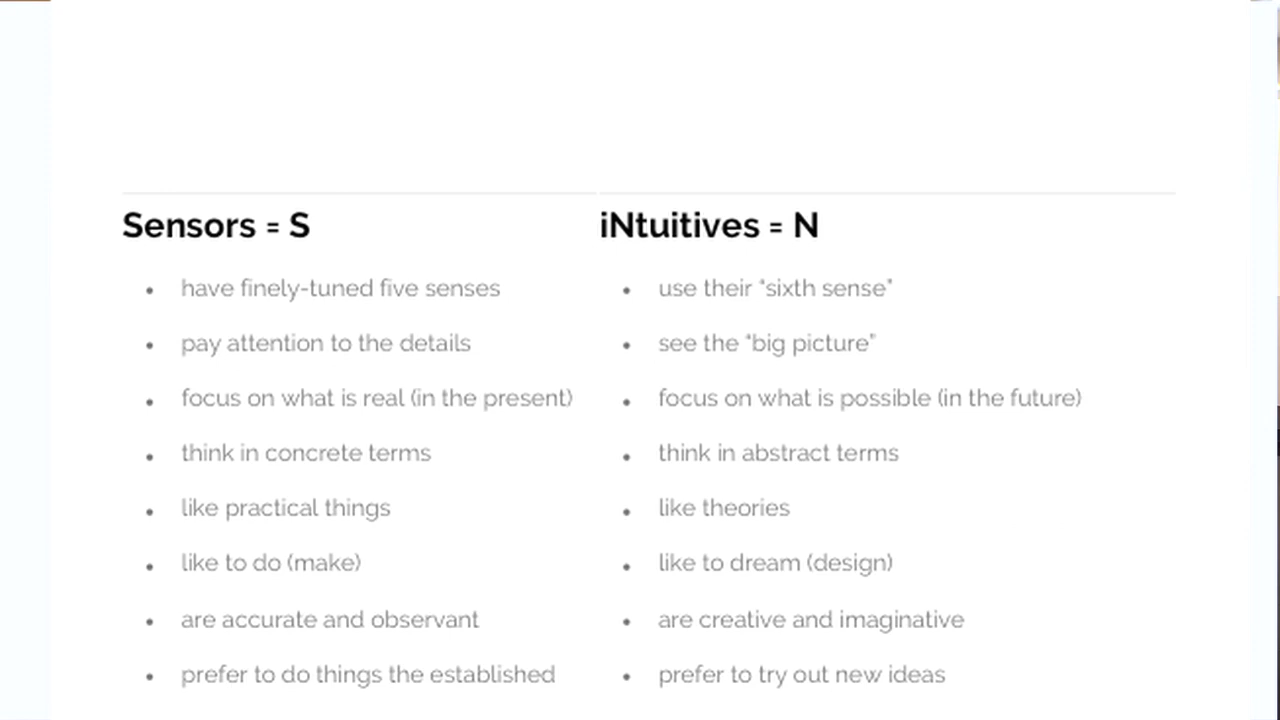 Sensors = S
have finely-tuned five senses
pay attention to the details
focus on what is real (in the present)
think in concrete terms
like practical things
like to do (make)
are accurate and observant
prefer to do things the established
iNtuitives = N
use their “sixth sense”
see the “big picture”
focus on what is possible (in the future)
think in abstract terms
like theories
like to dream (design)
are creative and imaginative
prefer to try out new ideas